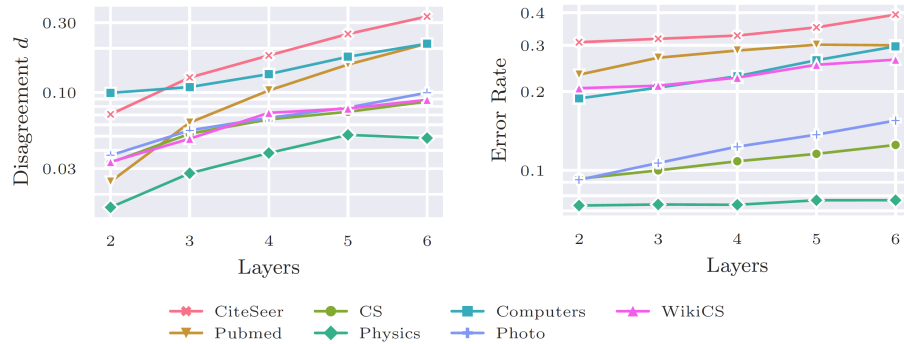 Disagreement d
0.30
0.10
0.03
2 3 4 5 6
Layers
Error Rate
0.4
0.3
0.2
0.1
2 3 4 5 6
Layers
CiteSeer CS Computers WikiCS
Pubmed Physics Photo